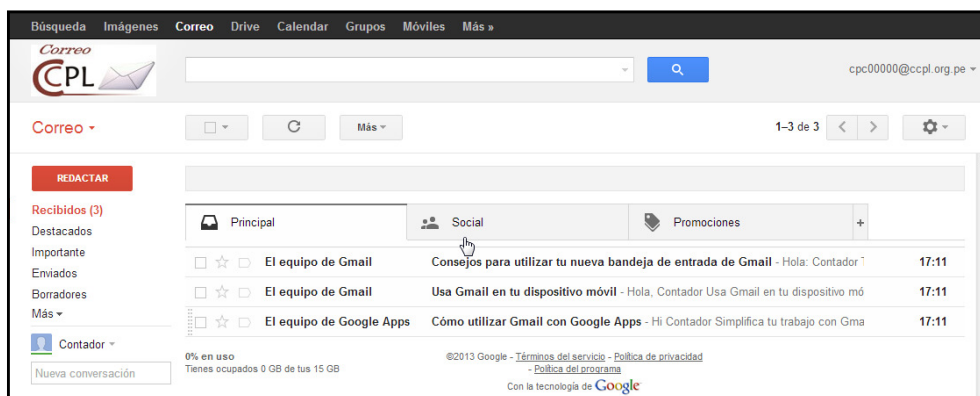 Búsqueda Imágenes Correo Drive Calendar Grupos Móviles Más »
Correo
CCPL
cpc00000@ccpl.org.pe
Correo
Más
1–3 de 3
REDACTAR
Recibidos (3)
Destacados
Importante
Enviados
Borradores
Más
Contador
Nueva conversación
Principal Social Promociones +
El equipo de Gmail Consejos para utilizar tu nueva bandeja de entrada de Gmail - Hola: Contador 17:11
El equipo de Gmail Usa Gmail en tu dispositivo móvil - Hola, Contador Usa Gmail en tu dispositivo mó 17:11
El equipo de Google Apps Cómo utilizar Gmail con Google Apps - Hi Contador Simplifica tu trabajo con Gma 17:11
0% en uso
Tienes ocupados 0 GB de tus 15 GB
©2013 Google - Términos del servicio - Política de privacidad
- Política del programa
Con la tecnología de Google